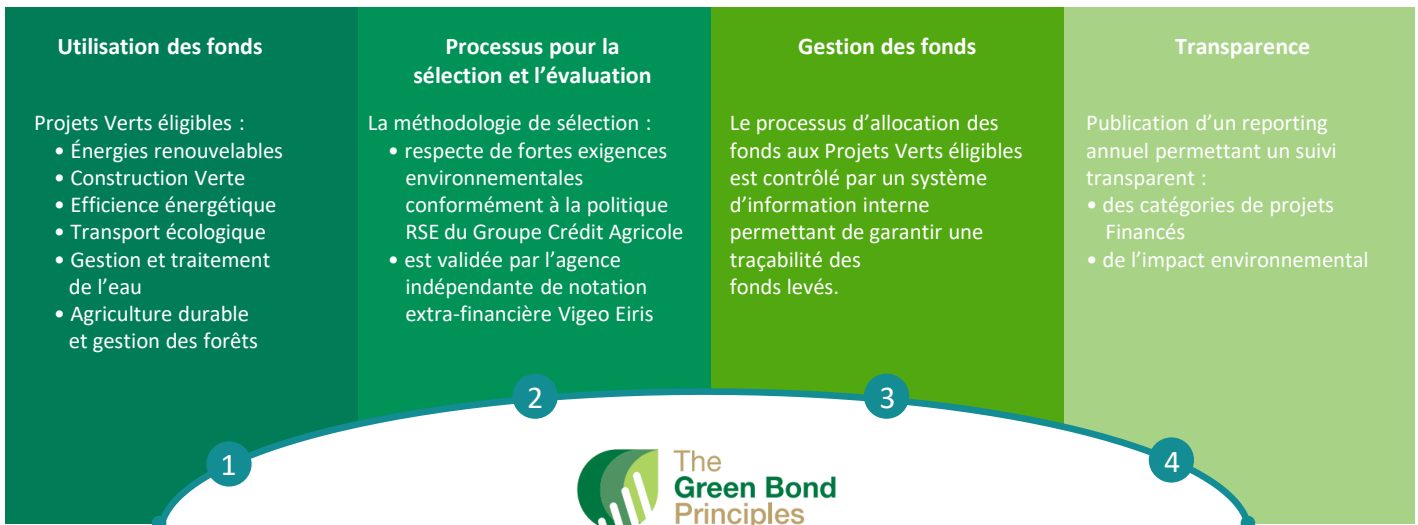 Utilisation des fonds
Projets Verts éligibles :
• Énergies renouvelables
• Construction Verte
• Efficience énergétique
• Transport écologique
• Gestion et traitement
de l'eau
• Agriculture durable
et gestion des forêts
Processus pour la
sélection et l'évaluation
La méthodologie de sélection :
• respecte de fortes exigences
environnementales
conformément à la politique
RSE du Groupe Crédit Agricole
• est validée par l'agence
indépendante de notation
extra-financière Vigeo Eiris
Gestion des fonds
Le processus d'allocation des
fonds aux Projets Verts éligibles
est contrôlé par un système
d'information interne
permettant de garantir une
traçabilité des
fonds levés.
Transparence
Publication d'un reporting
annuel permettant un suivi
transparent :
• des catégories de projets
Financés
• de l'impact environnemental
1
2
3
4
The
Green Bond
Principles